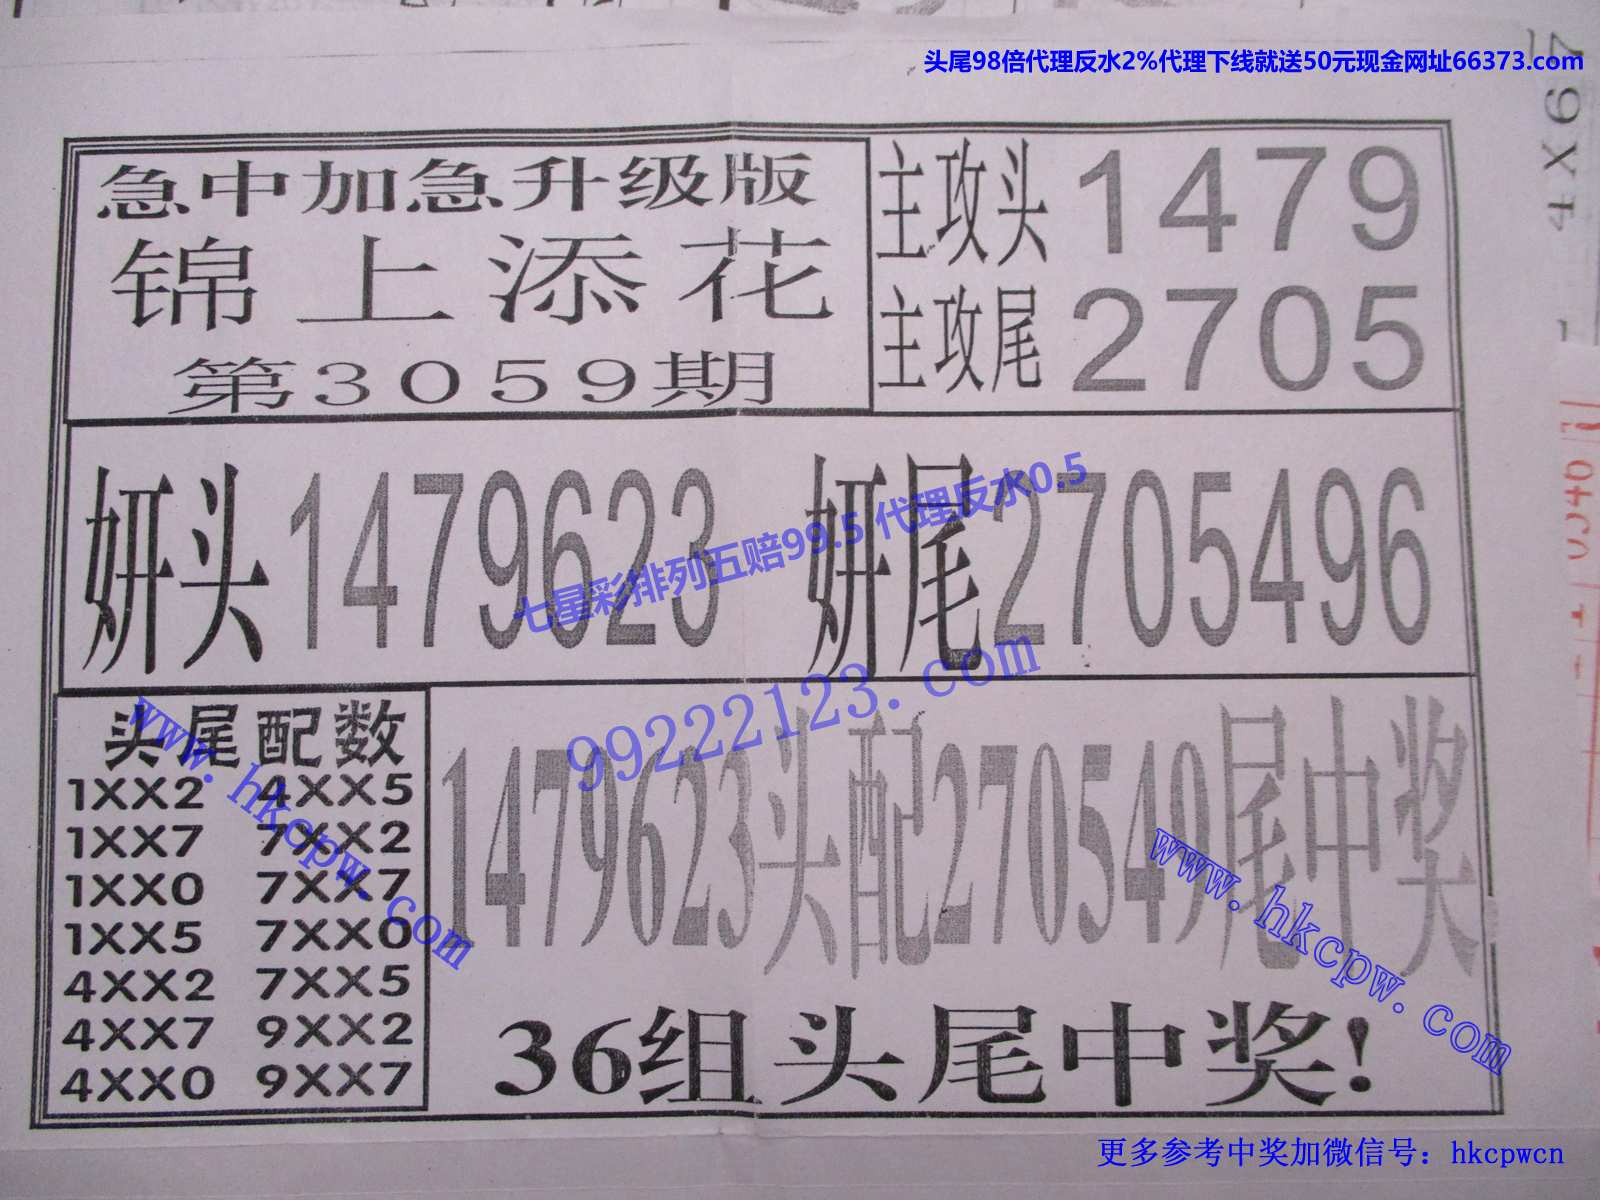 头尾98倍代理反水2%代理下线就送50元现金网址66373.com
急中加急升级版
锦上添花
第3059期
主攻头1479
主攻尾2705
妍头1479623 妍尾2705496
七星彩排列五赔99.5 代理反水0.5
99222123.com
头尾配数
1XX2 4XX5
1XX7 7XX2
1XX0 7XX7
1XX5 7XX0
4XX2 7XX5
4XX7 9XX2
4XX0 9XX7
www.hkcpw.com
1479623头配270549尾中奖
www.hkcpw.com
36组头尾中奖!
更多参考中奖加微信号：hkcpwcn
79X4